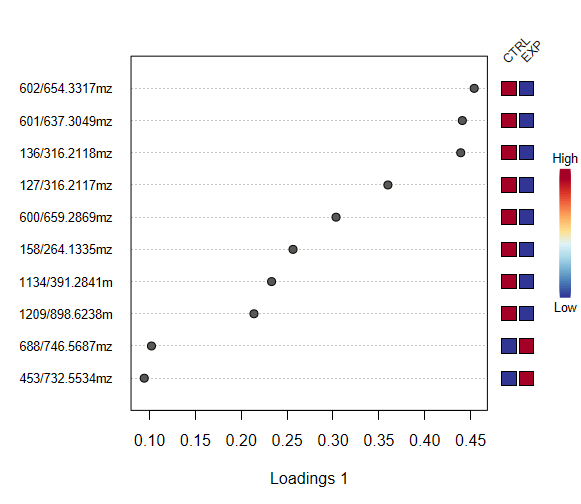 CTRL
EXP
602/654.3317mz
601/637.3049mz
136/316.2118mz
127/316.2117mz
600/659.2869mz
158/264.1335mz
1134/391.2841m
1209/898.6238m
688/746.5687mz
453/732.5534mz
High
Low
0.10 0.15 0.20 0.25 0.30 0.35 0.40 0.45
Loadings 1